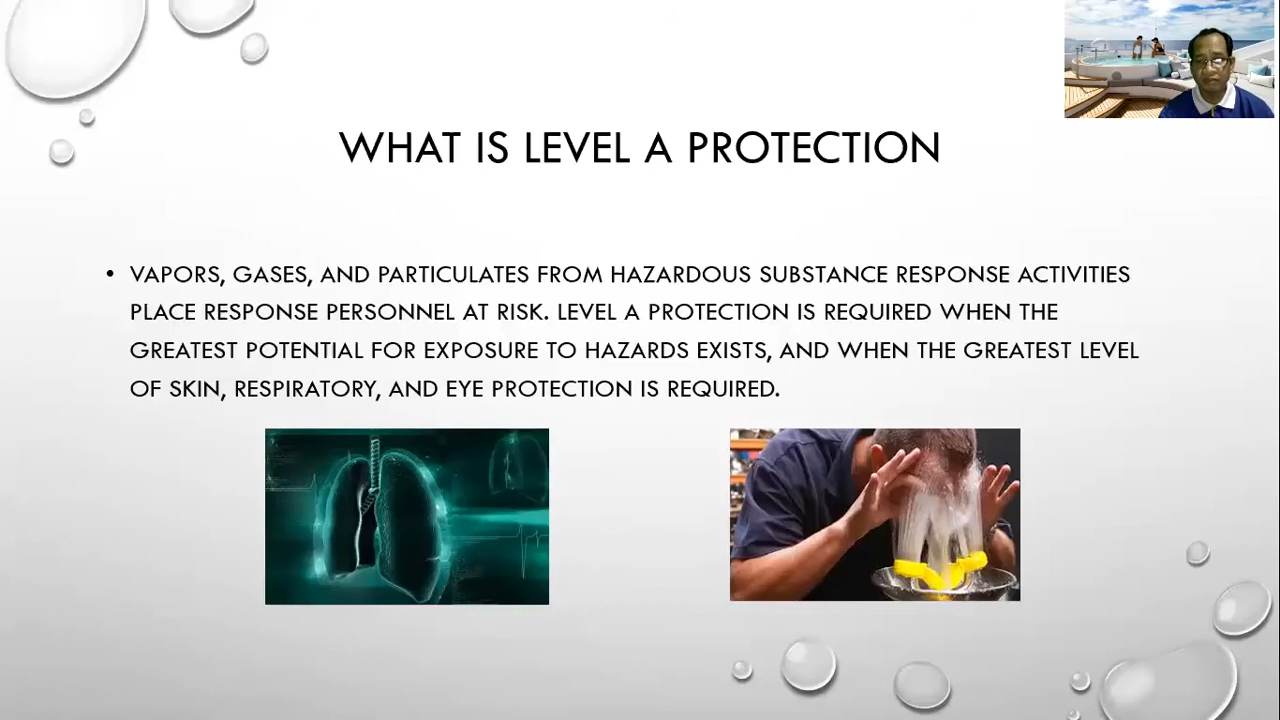 WHAT IS LEVEL A PROTECTION
• VAPORS, GASES, AND PARTICULATES FROM HAZARDOUS SUBSTANCE RESPONSE ACTIVITIES
PLACE RESPONSE PERSONNEL AT RISK. LEVEL A PROTECTION IS REQUIRED WHEN THE
GREATEST POTENTIAL FOR EXPOSURE TO HAZARDS EXISTS, AND WHEN THE GREATEST LEVEL
OF SKIN, RESPIRATORY, AND EYE PROTECTION IS REQUIRED.